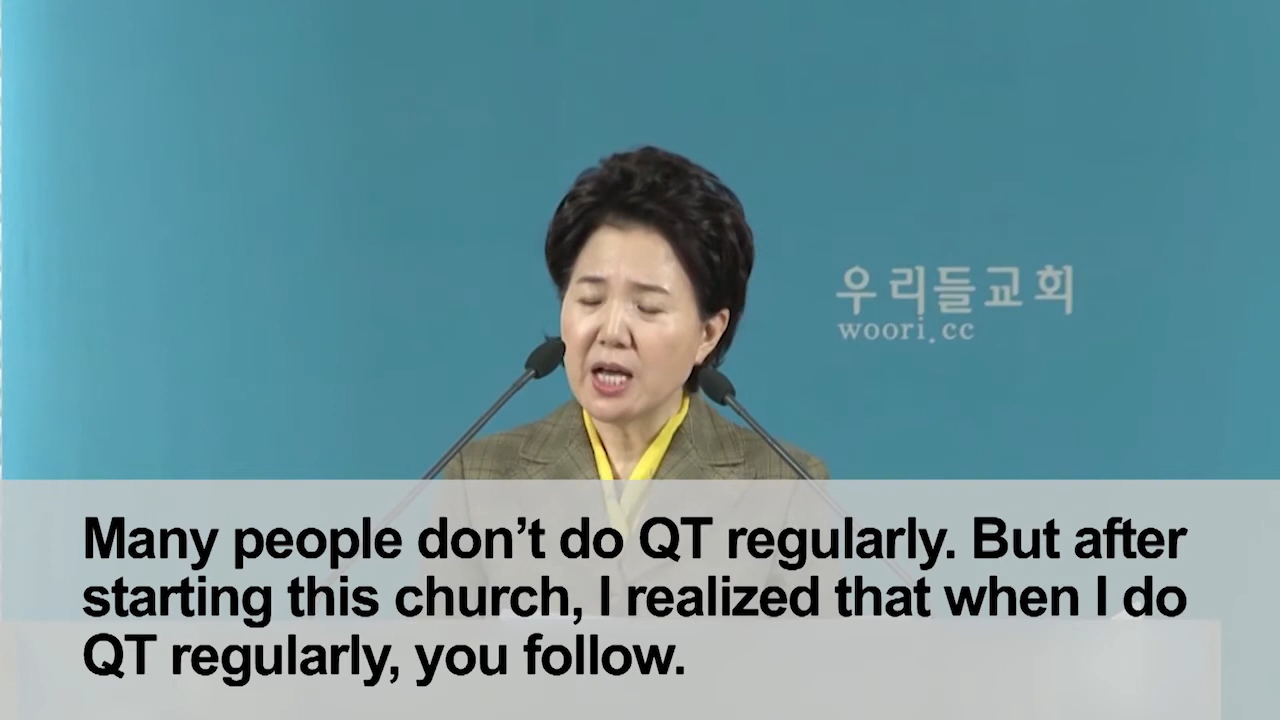 우리들교회
woori.cc
Many people don’t do QT regularly. But after
starting this church, I realized that when I do
QT regularly, you follow.